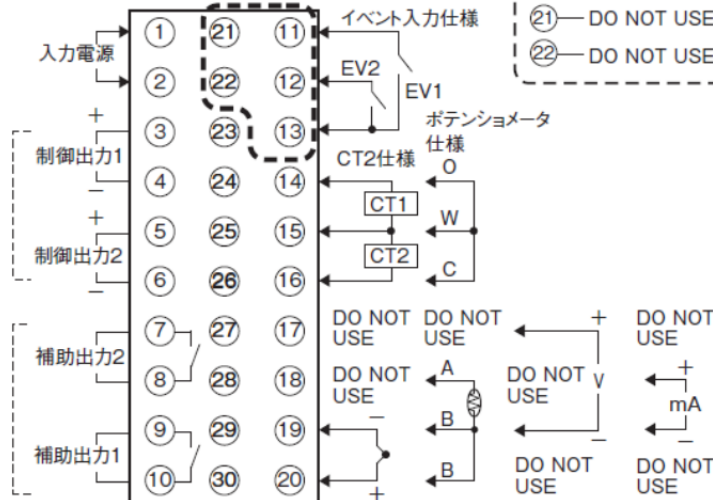 イベント入力仕様
21 DO NOT USE
22 DO NOT USE
入力電源
1 21 11
2 22 12
EV2
EV1
+
3 23 13
制御出力1
4 24 14
−
ポテンショメータ
仕様
CT2仕様
O
CT1
+
5 25 15
W
制御出力2
CT2
6 26 16
−
C
7 27 17
DO NOT
USE
DO NOT
USE
+
DO NOT
USE
補助出力2
8 28 18
DO NOT
USE
A
DO NOT
USE
V
+
mA
−
9 29 19
−
B
−
補助出力1
10 30 20
+
B
DO NOT
USE
DO NOT
USE